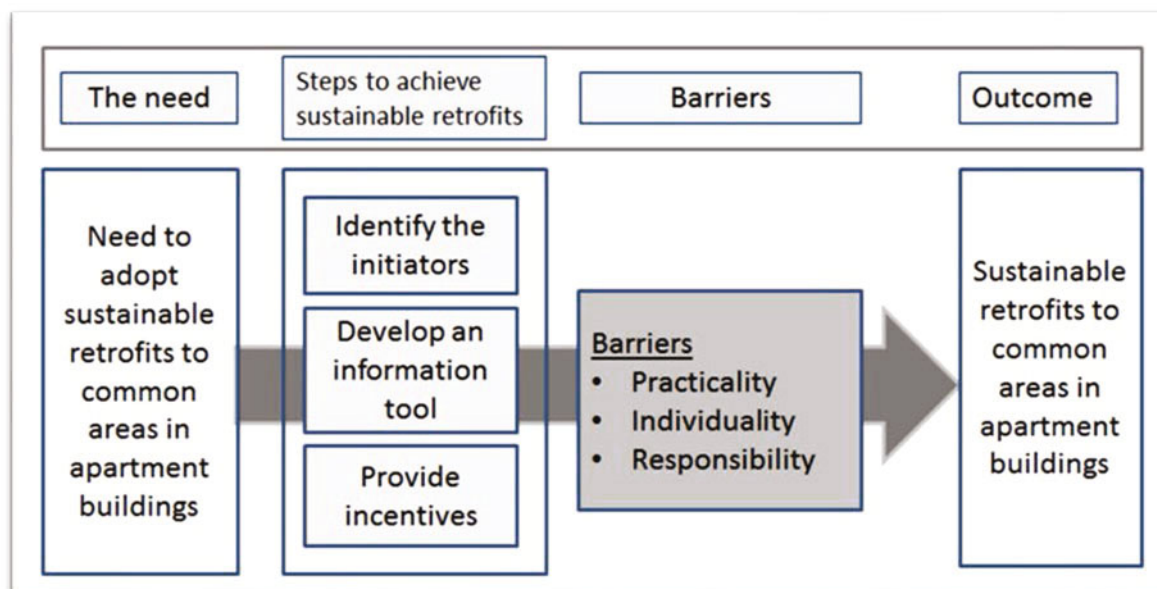 The need
Steps to achieve
sustainable retrofits
Barriers
Outcome
Need to
adopt
sustainable
retrofits to
common
areas in
apartment
buildings
Identify the
initiators
Develop an
information
tool
Provide
incentives
Barriers
• Practicality
• Individuality
• Responsibility
Sustainable
retrofits to
common
areas in
apartment
buildings